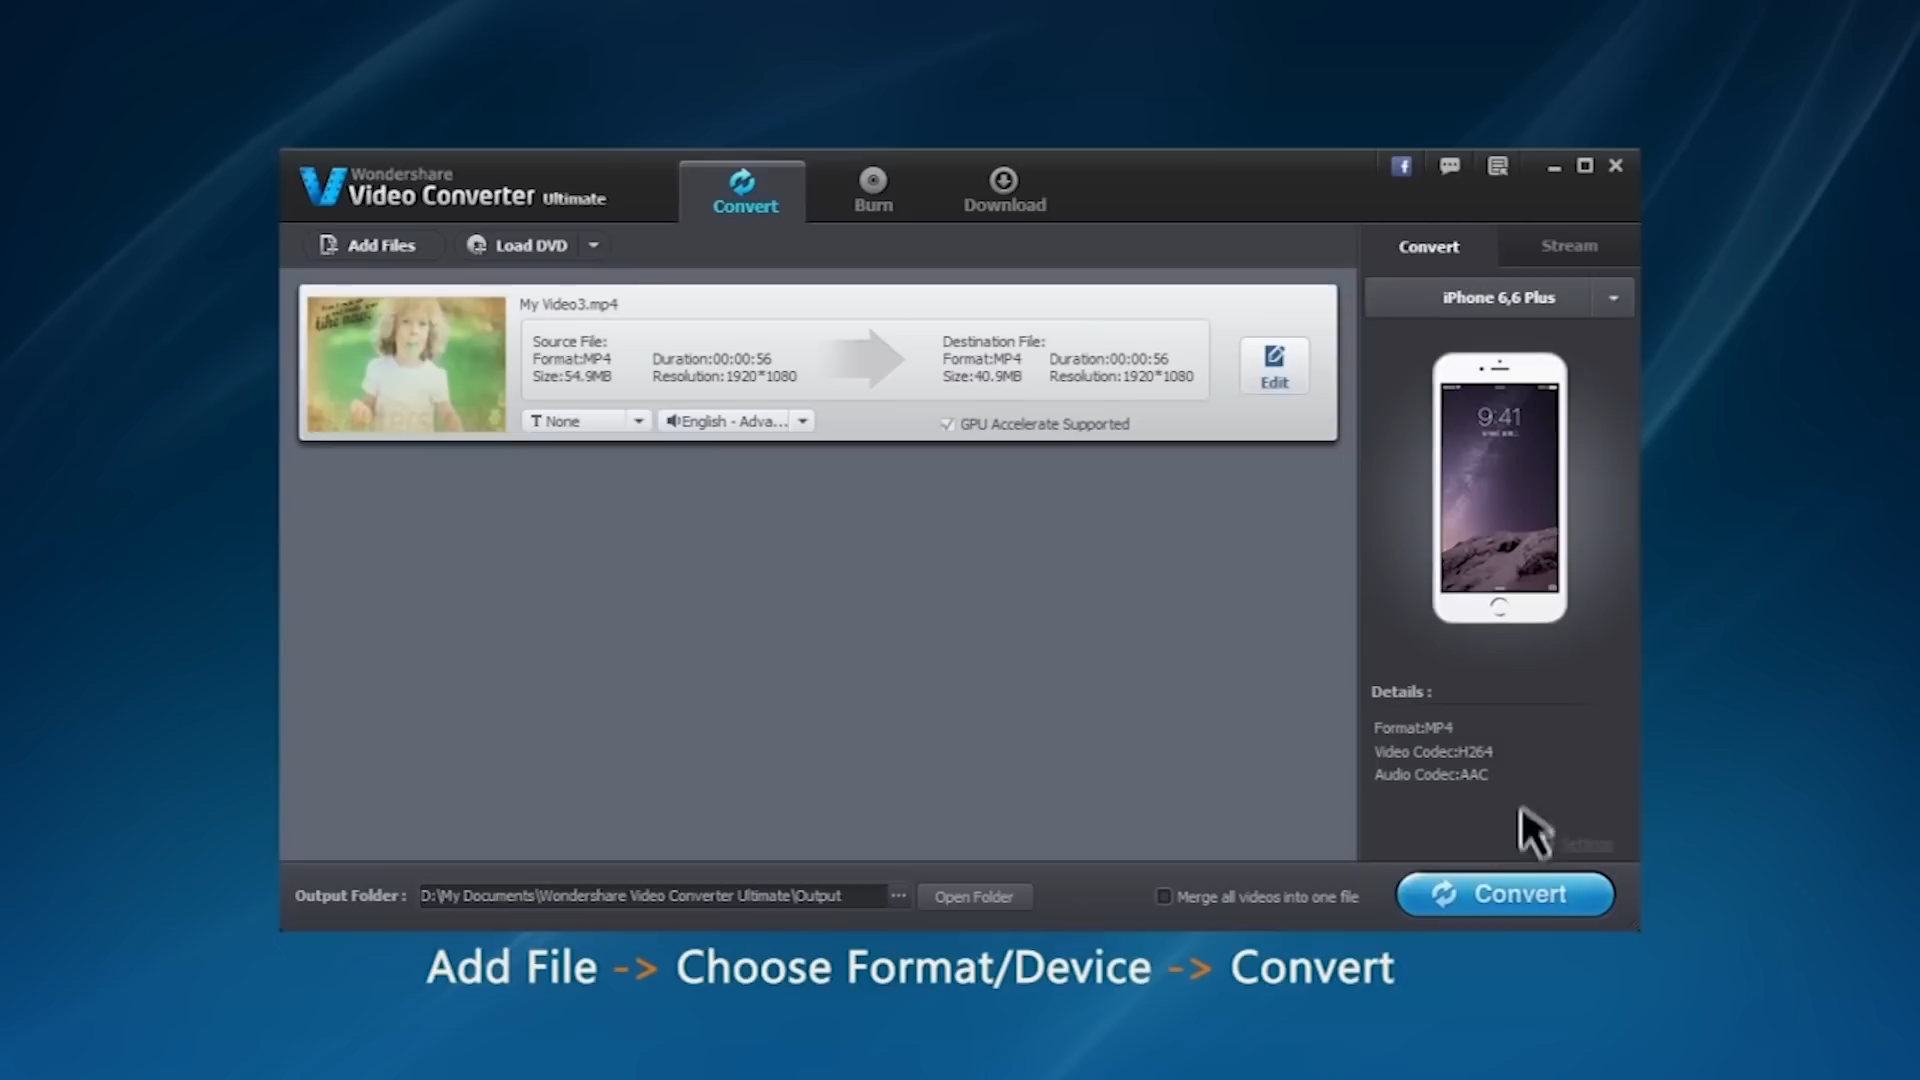 Wondershare
Video Converter Ultimate
Convert
Burn
Download
Add Files
Load DVD
Convert
Stream
iPhone 6,6 Plus
My Video3.mp4
Source File:
Format:MP4 Duration:00:00:56
Size:54.9MB Resolution:1920*1080
Destination File:
Format:MP4 Duration:00:00:56
Size:40.9MB Resolution:1920*1080
Edit
T None
English - Adva...
GPU Accelerate Supported
like now!
9:41
Details :
Format:MP4
Video Codec:H264
Audio Codec:AAC
Settings
Output Folder : D:\My Documents\Wondershare Video Converter Ultimate\Output ...
Open Folder
Merge all videos into one file
Convert
Add File -> Choose Format/Device -> Convert